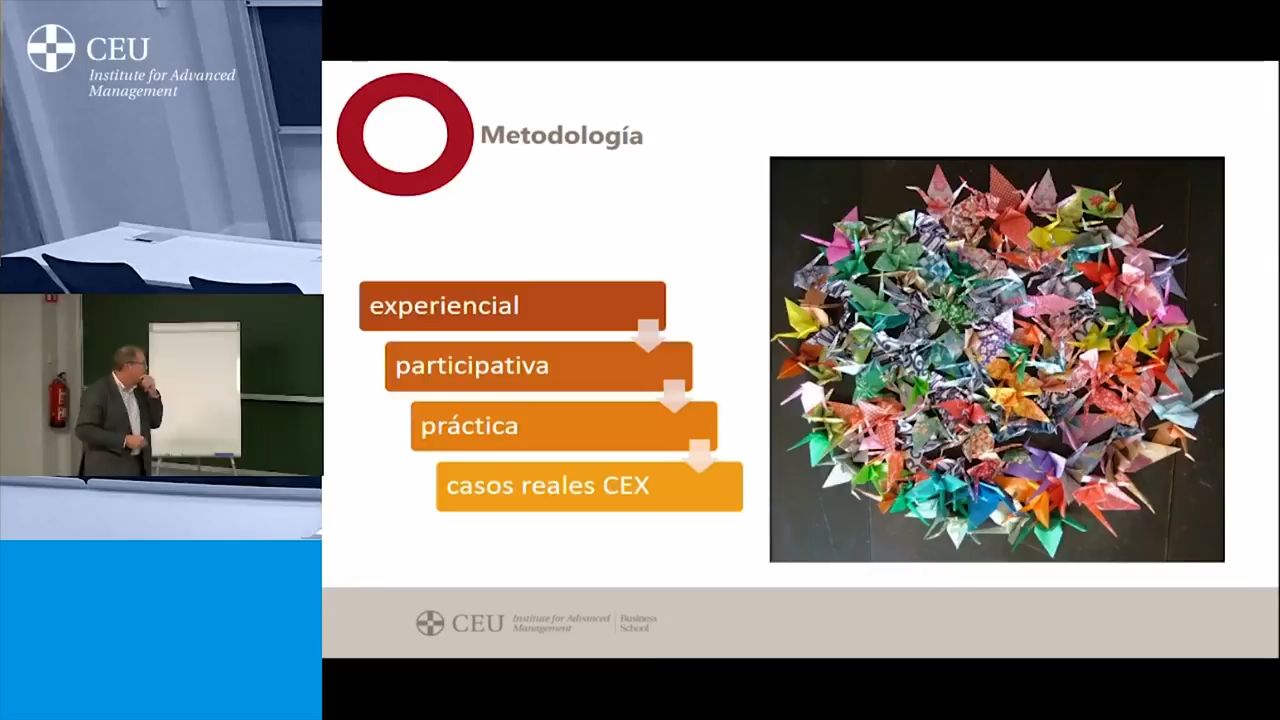 CEU
Institute for Advanced
Management
Metodología
experiencial
participativa
práctica
casos reales CEX
CEU
Institute for Advanced
Management
Business
School